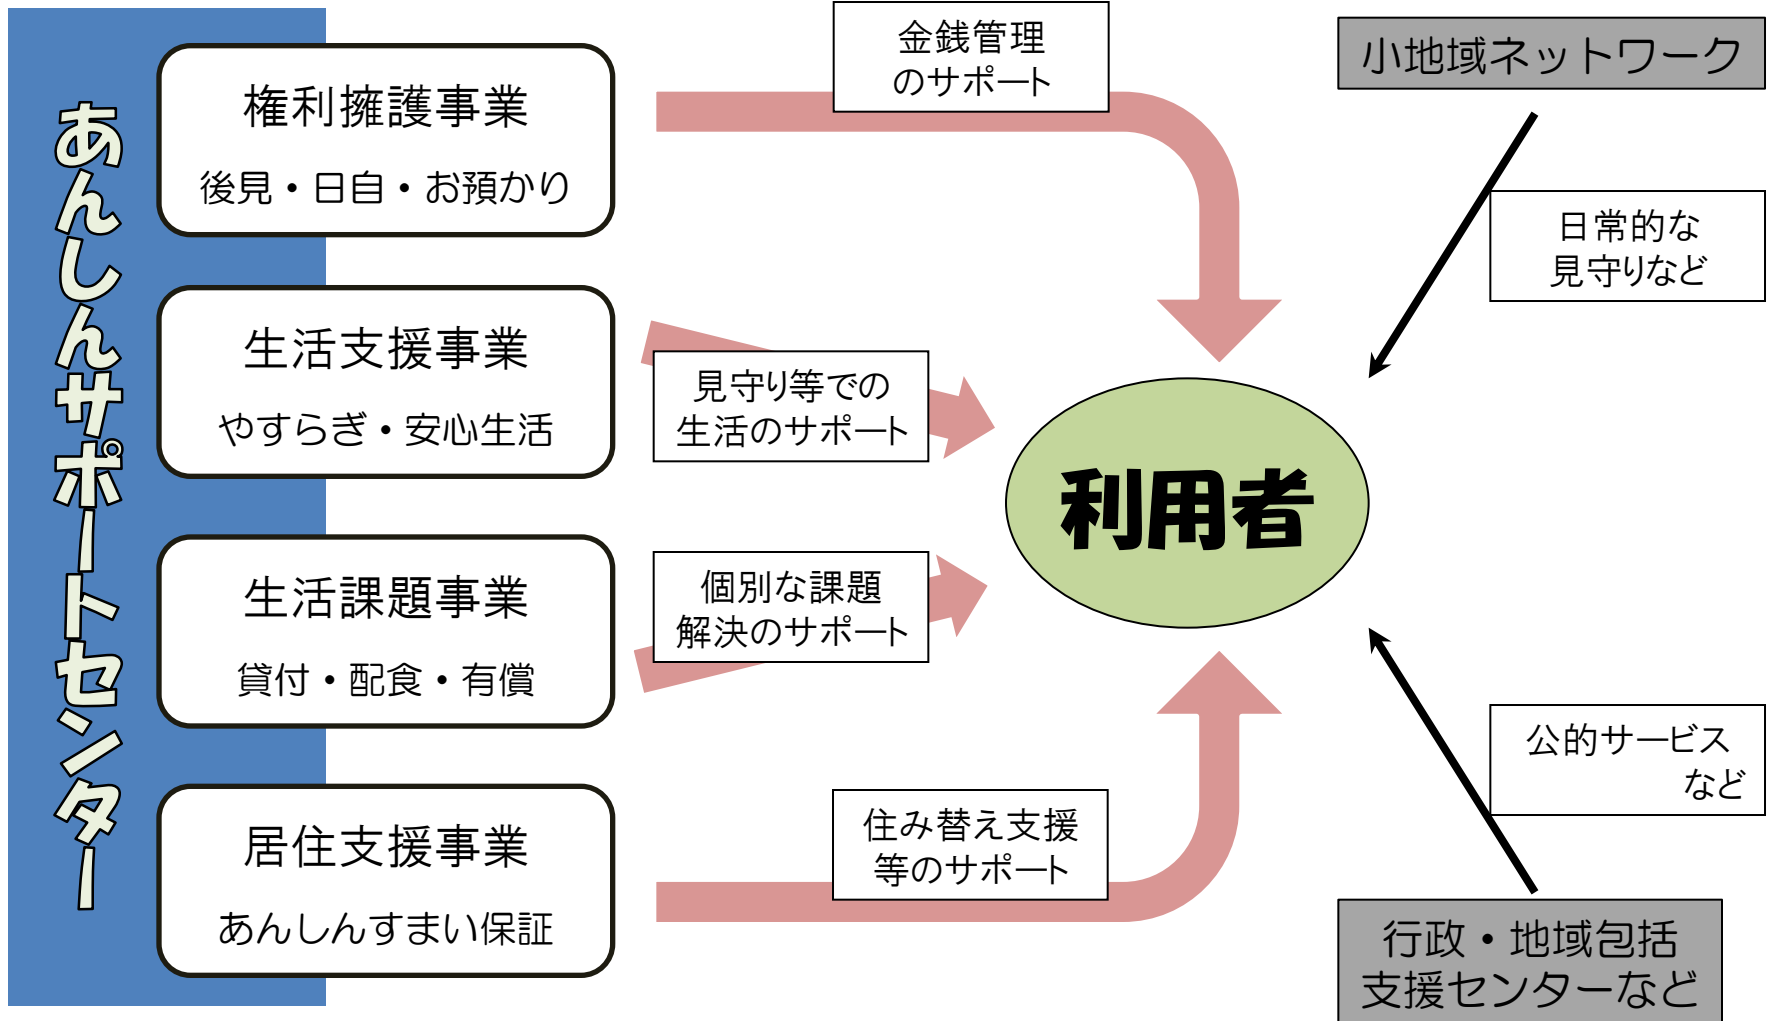 あんしんサポートセンター
権利擁護事業
後見・日自・お預かり
生活支援事業
やすらぎ・安心生活
生活課題事業
貸付・配食・有償
居住支援事業
あんしんすまい保証
金銭管理
のサポート
見守り等での
生活のサポート
個別な課題
解決のサポート
住み替え支援
等のサポート
利用者
小地域ネットワーク
日常的な
見守りなど
公的サービス
など
行政・地域包括
支援センターなど